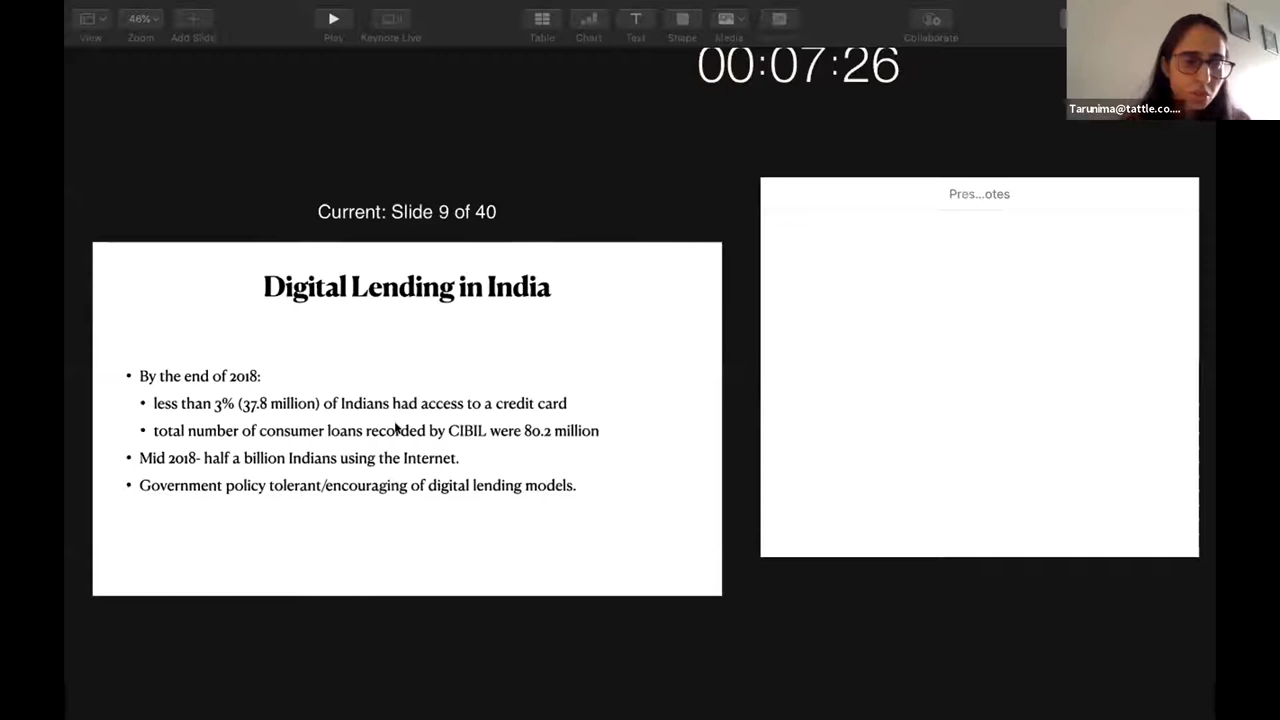 View
46%
Zoom
Add Slide
Play
Keynote Live
Table
Chart
Text
Shape
Media
Collaborate
00:07:26
Tarunima@tattle.co....
Current: Slide 9 of 40
Pres...otes
Digital Lending in India
• By the end of 2018:
• less than 3% (37.8 million) of Indians had access to a credit card
• total number of consumer loans recorded by CIBIL were 80.2 million
• Mid 2018- half a billion Indians using the Internet.
• Government policy tolerant/encouraging of digital lending models.